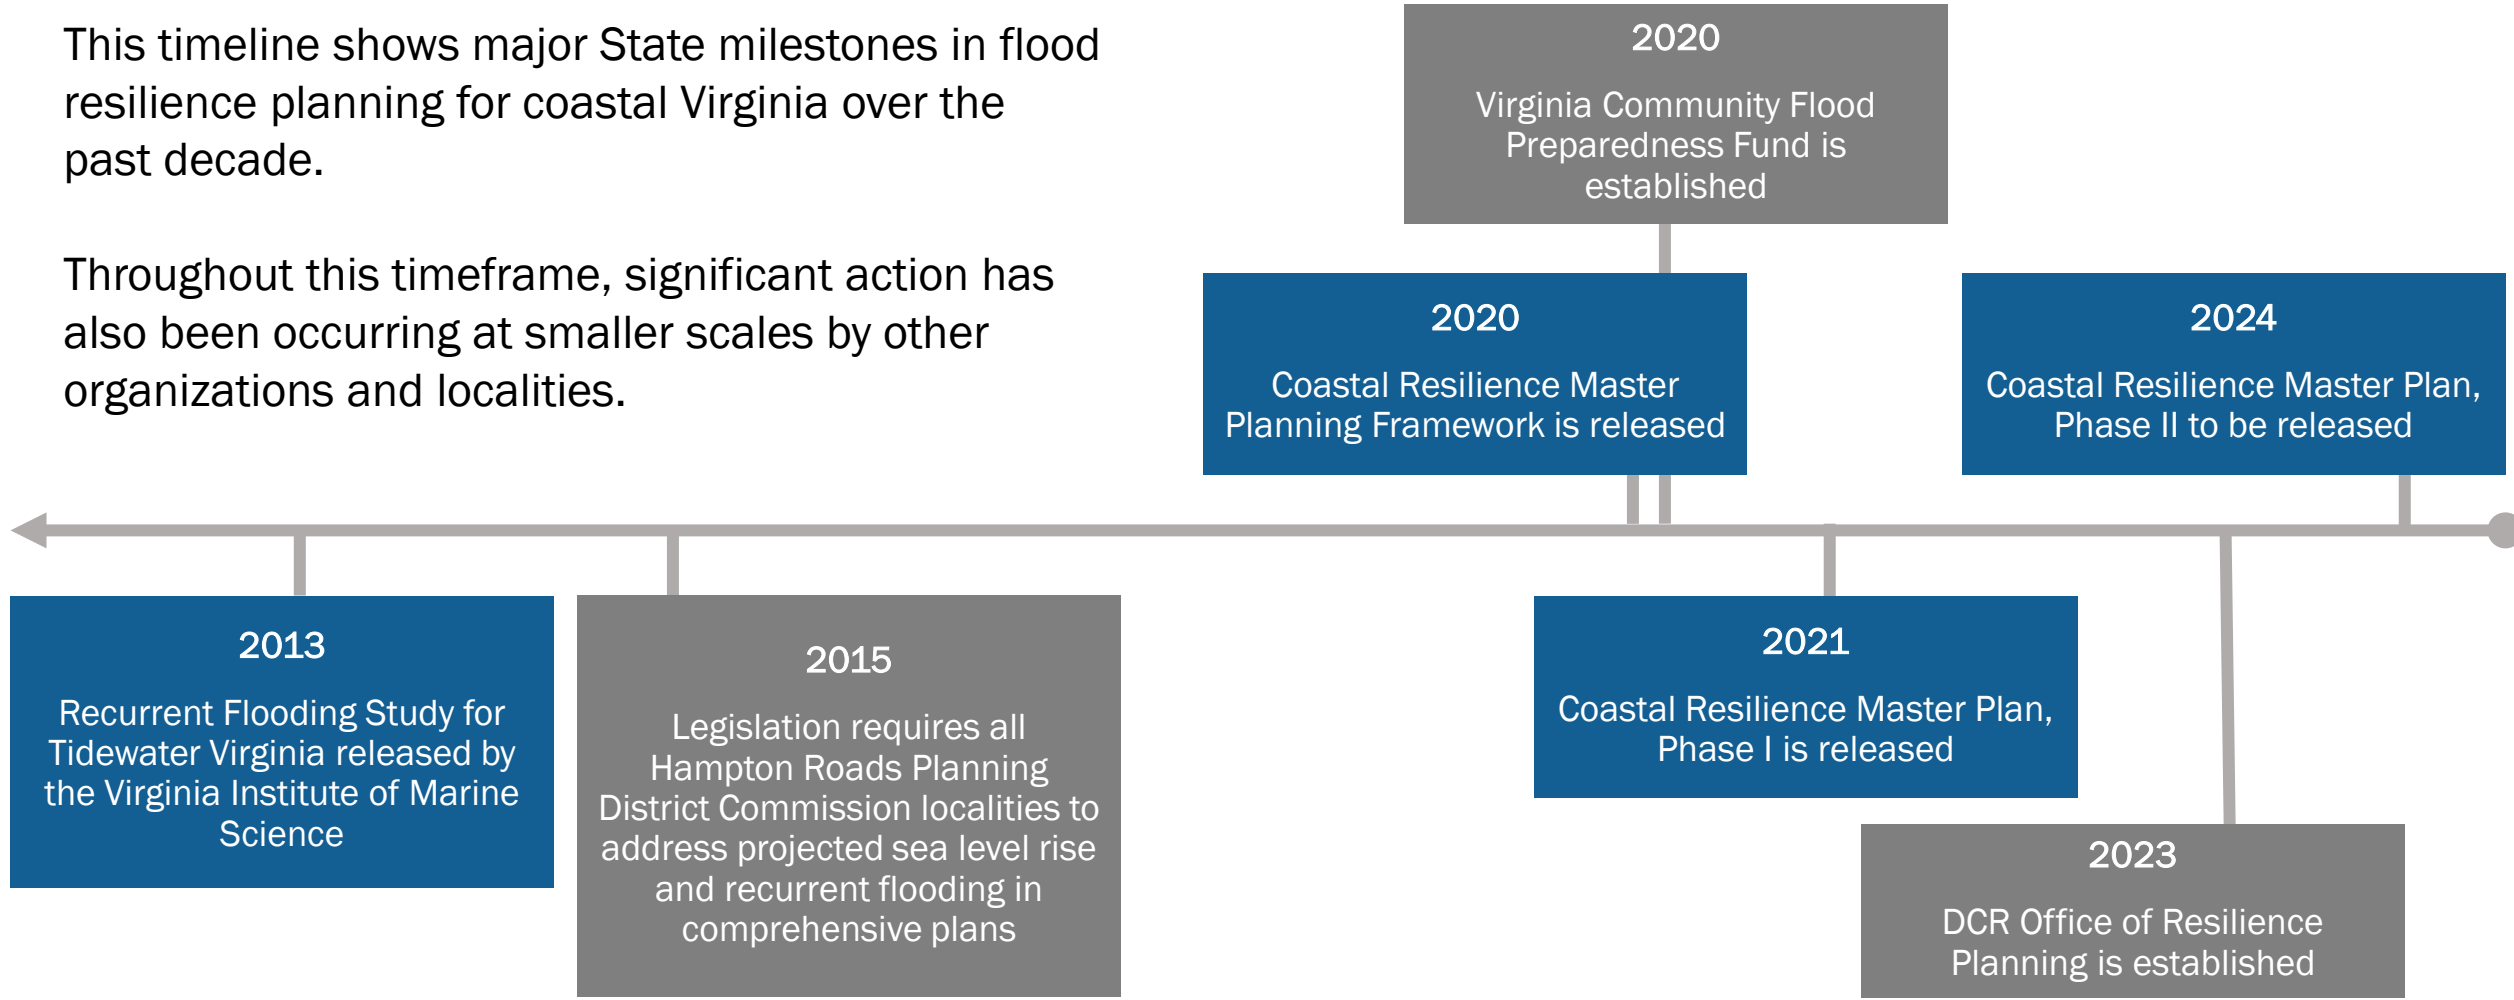 This timeline shows major State milestones in flood
resilience planning for coastal Virginia over the
past decade.
Throughout this timeframe, significant action has
also been occurring at smaller scales by other
organizations and localities.
2020
Virginia Community Flood
Preparedness Fund is
established
2020
Coastal Resilience Master
Planning Framework is released
2024
Coastal Resilience Master Plan,
Phase II to be released
2013
Recurrent Flooding Study for
Tidewater Virginia released by
the Virginia Institute of Marine
Science
2015
Legislation requires all
Hampton Roads Planning
District Commission localities to
address projected sea level rise
and recurrent flooding in
comprehensive plans
2021
Coastal Resilience Master Plan,
Phase I is released
2023
DCR Office of Resilience
Planning is established